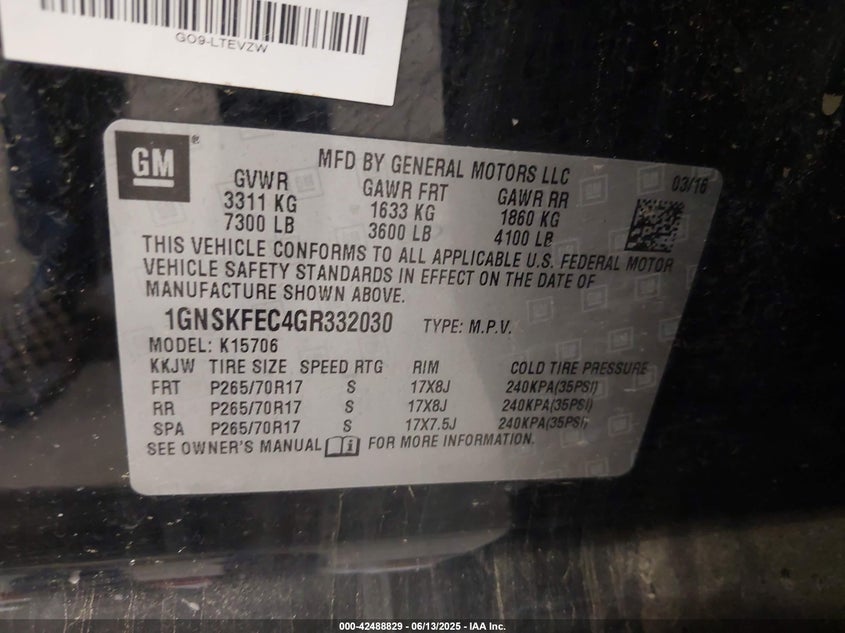 GO9-LTEVZW
GM ®
MFD BY GENERAL MOTORS LLC
03/16
GVWR GAWR FRT GAWR RR
3311 KG 1633 KG 1860 KG
7300 LB 3600 LB 4100 LB
THIS VEHICLE CONFORMS TO ALL APPLICABLE U.S. FEDERAL MOTOR
VEHICLE SAFETY STANDARDS IN EFFECT ON THE DATE OF
MANUFACTURE SHOWN ABOVE.
1GNSKFEC4GR332030 TYPE: M.P.V.
MODEL: K15706
KKJW TIRE SIZE SPEED RTG RIM COLD TIRE PRESSURE
FRT P265/70R17 S 17X8J 240KPA(35PSI)
RR P265/70R17 S 17X8J 240KPA(35PSI)
SPA P265/70R17 S 17X7.5J 240KPA(35PSI)
SEE OWNER'S MANUAL i FOR MORE INFORMATION.
000-42488829 - 06/13/2025 - IAA Inc.